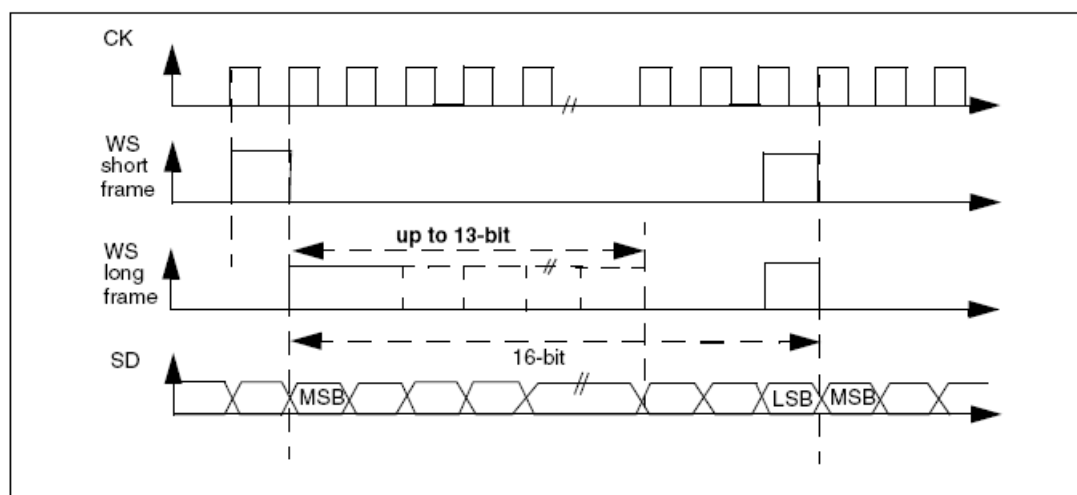 CK
WS
short
frame
up to 13-bit
WS
long
frame
16-bit
SD
MSB
LSB
MSB